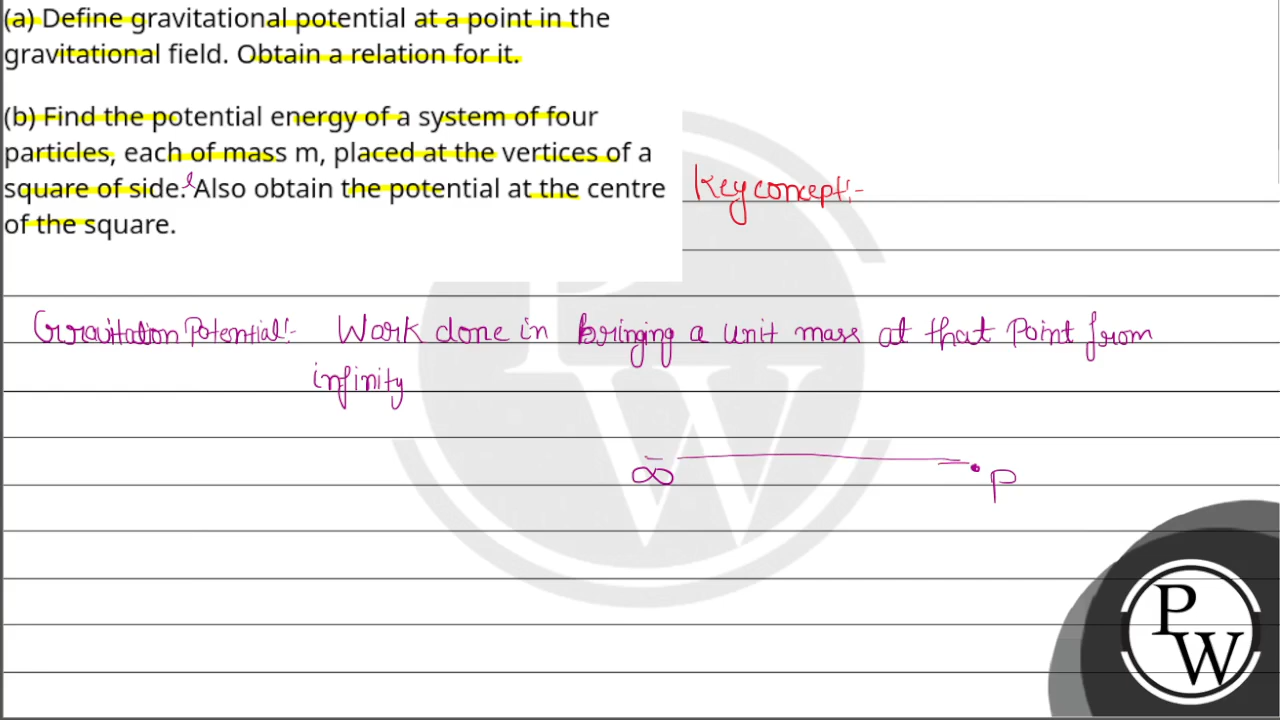 (a) Define gravitational potential at a point in the
gravitational field. Obtain a relation for it.
(b) Find the potential energy of a system of four
particles, each of mass m, placed at the vertices of a
square of side.l Also obtain the potential at the centre
of the square.
Key concept:-
Gravitation Potential:- Work done in bringing a unit mass at that Point from
infinity
∞ P
PW